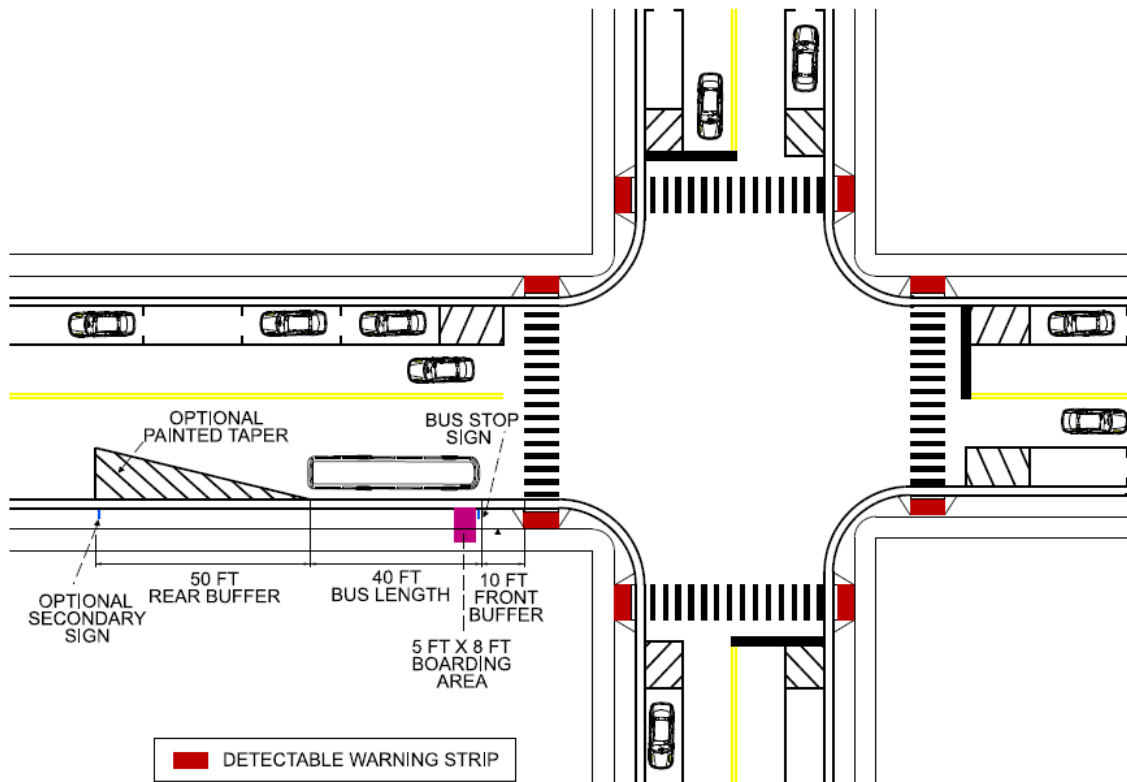 OPTIONAL
PAINTED TAPER
BUS STOP
SIGN
50 FT
REAR BUFFER
40 FT
BUS LENGTH
10 FT
FRONT
BUFFER
OPTIONAL
SECONDARY
SIGN
5 FT X 8 FT
BOARDING
AREA
DETECTABLE WARNING STRIP